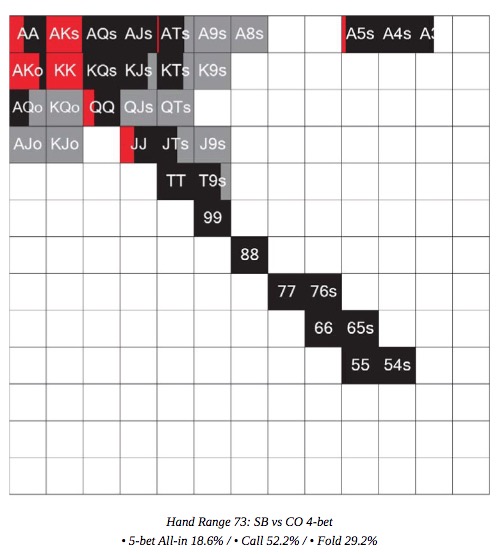 AA AKs AQs AJs ATs A9s A8s A5s A4s A3
AKo KK KQs KJs KTs K9s
AQo KQo QQ QJs QTs
AJo KJo JJ JTs J9s
TT T9s
99
88
77 76s
66 65s
55 54s
Hand Range 73: SB vs CO 4-bet
• 5-bet All-in 18.6% / • Call 52.2% / • Fold 29.2%